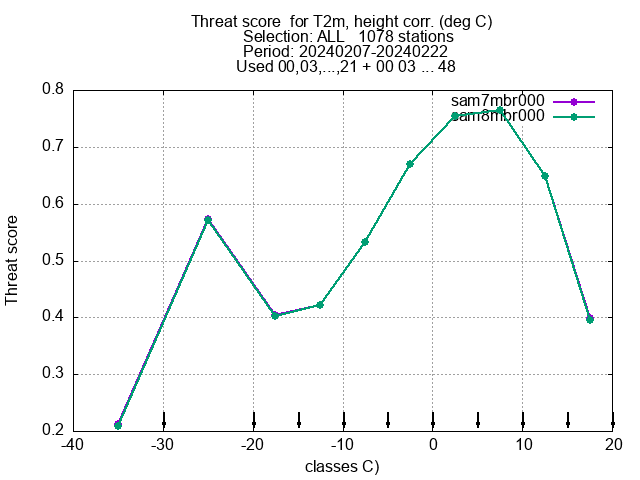 Threat score  for T2m, height corr. (deg C)
Selection: ALL   1078 stations
Period: 20240207-20240222
Used 00,03,...,21 + 00 03 ... 48
sam7mbr000
sam8mbr000
0.8
0.7
0.6
0.5
0.4
0.3
0.2
Threat score
-40 -30 -20 -10 0 10 20
classes C)